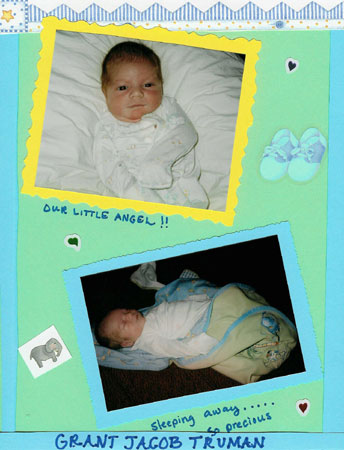 OUR LITTLE ANGEL !!
sleeping away.....
so precious
GRANT JACOB TRUMAN